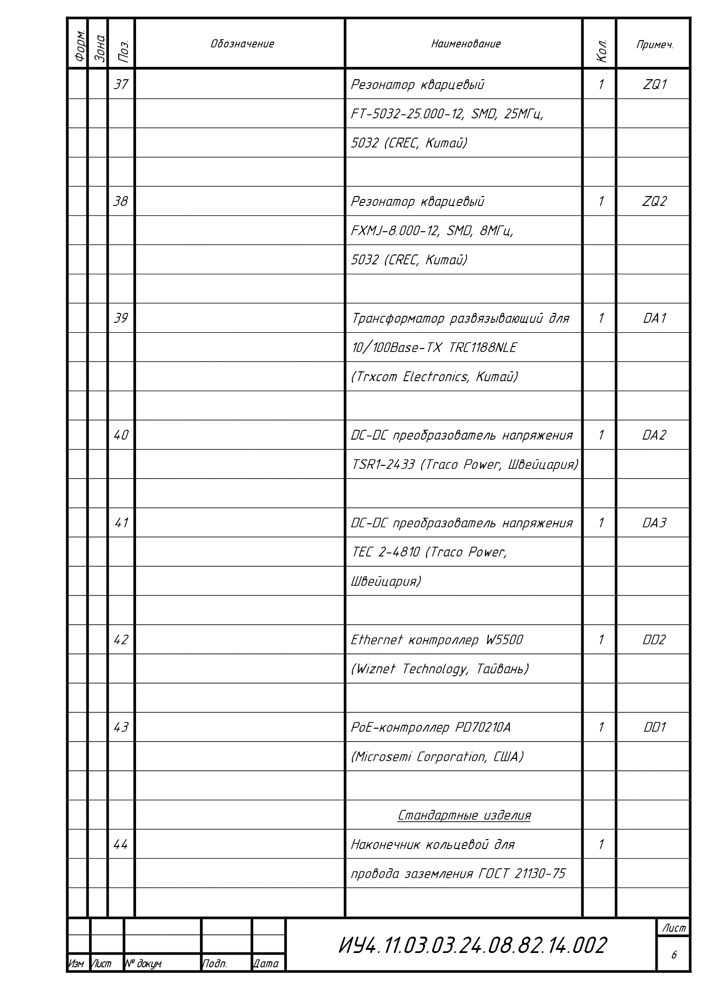 Форм. Зона Поз. Обозначение Наименование Кол. Примеч.
37 Резонатор кварцевый 1 ZQ1
FT-5032-25.000-12, SMD, 25МГц,
5032 (CREC, Китай)
38 Резонатор кварцевый 1 ZQ2
FXMJ-8.000-12, SMD, 8МГц,
5032 (CREC, Китай)
39 Трансформатор развязывающий для 1 DA1
10/100Base-TX TRC1188NLE
(Trxcom Electronics, Китай)
40 DC-DC преобразователь напряжения 1 DA2
TSR1-2433 (Traco Power, Швейцария)
41 DC-DC преобразователь напряжения 1 DA3
TEC 2-4810 (Traco Power,
Швейцария)
42 Ethernet контроллер W5500 1 DD2
(Wiznet Technology, Тайвань)
43 PoE-контроллер PD70210A 1 DD1
(Microsemi Corporation, США)
Стандартные изделия
44 Наконечник кольцевой для 1
провода заземления ГОСТ 21130-75
ИУ4.11.03.03.24.08.82.14.002
Лист
6
Изм Лист № докум. Подп. Дата